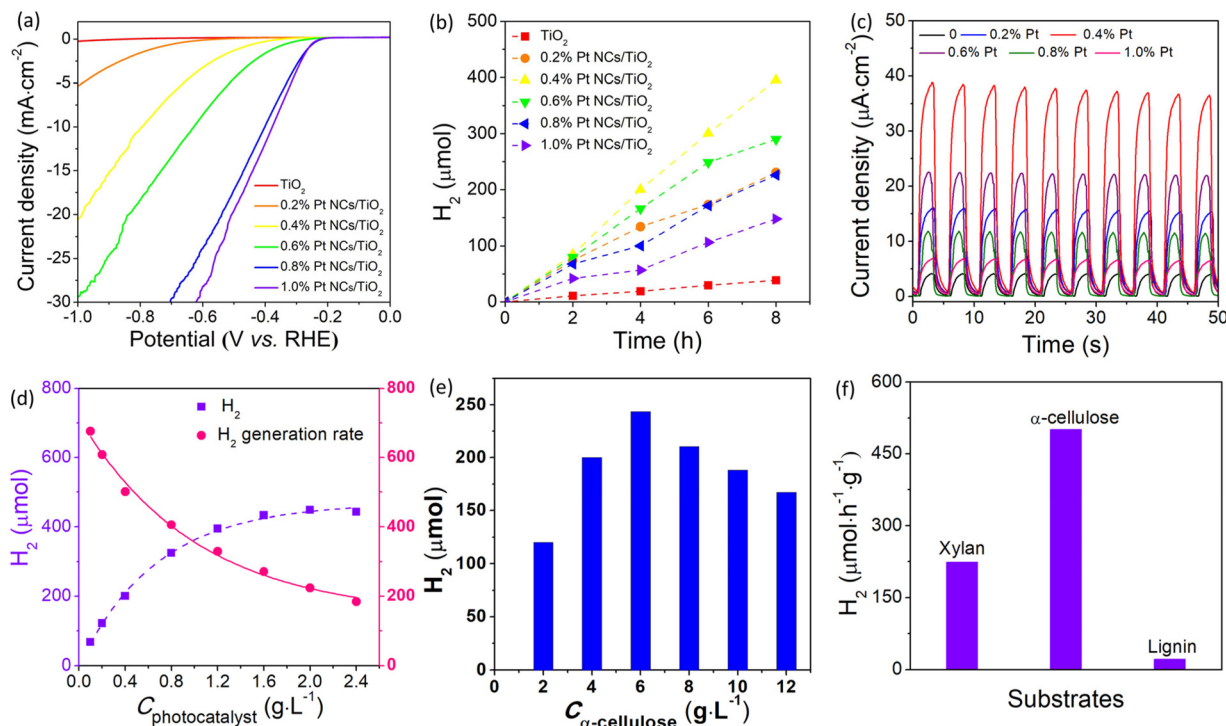 (a)
0
-5
-10
-15
-20
-25
-30
Current density (mA·cm⁻²)
TiO₂
0.2% Pt NCs/TiO₂
0.4% Pt NCs/TiO₂
0.6% Pt NCs/TiO₂
0.8% Pt NCs/TiO₂
1.0% Pt NCs/TiO₂
-1.0 -0.8 -0.6 -0.4 -0.2 0.0
Potential (V vs. RHE)
(b)
500
400
300
200
100
0
H₂ (μmol)
TiO₂
0.2% Pt NCs/TiO₂
0.4% Pt NCs/TiO₂
0.6% Pt NCs/TiO₂
0.8% Pt NCs/TiO₂
1.0% Pt NCs/TiO₂
0 2 4 6 8
Time (h)
(c)
50
40
30
20
10
0
Current density (μA·cm⁻²)
0 0.2% Pt 0.4% Pt
0.6% Pt 0.8% Pt 1.0% Pt
0 10 20 30 40 50
Time (s)
(d)
800
600
400
200
0
H₂ (μmol)
H₂
H₂ generation rate
800
600
400
200
0
0.0 0.4 0.8 1.2 1.6 2.0 2.4
C photocatalyst (g·L⁻¹)
(e)
250
200
150
100
50
0
H₂ (μmol)
0 2 4 6 8 10 12
C α-cellulose (g·L⁻¹)
(f)
600
450
300
150
0
H₂ (μmol·h⁻¹·g⁻¹)
α-cellulose
Xylan
Lignin
Substrates